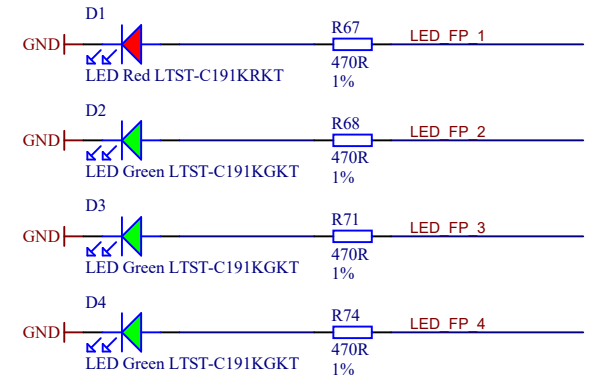 D1
R67
LED_FP_1
GND
470R
LED Red LTST-C191KRKT
1%
D2
R68
LED_FP_2
GND
470R
LED Green LTST-C191KGKT
1%
D3
R71
LED_FP_3
GND
470R
LED Green LTST-C191KGKT
1%
D4
R74
LED_FP_4
GND
470R
LED Green LTST-C191KGKT
1%